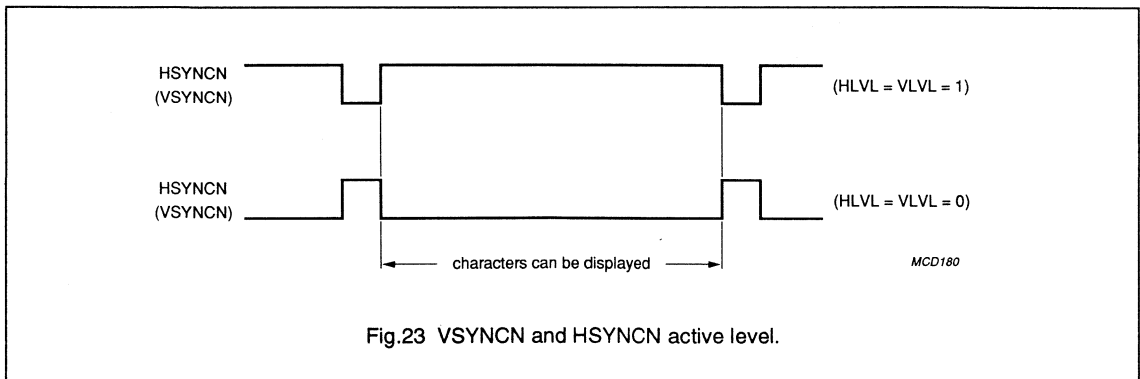 HSYNCN
(VSYNCN)
(HLVL = VLVL = 1)
HSYNCN
(VSYNCN)
(HLVL = VLVL = 0)
characters can be displayed
MCD180
Fig.23 VSYNCN and HSYNCN active level.